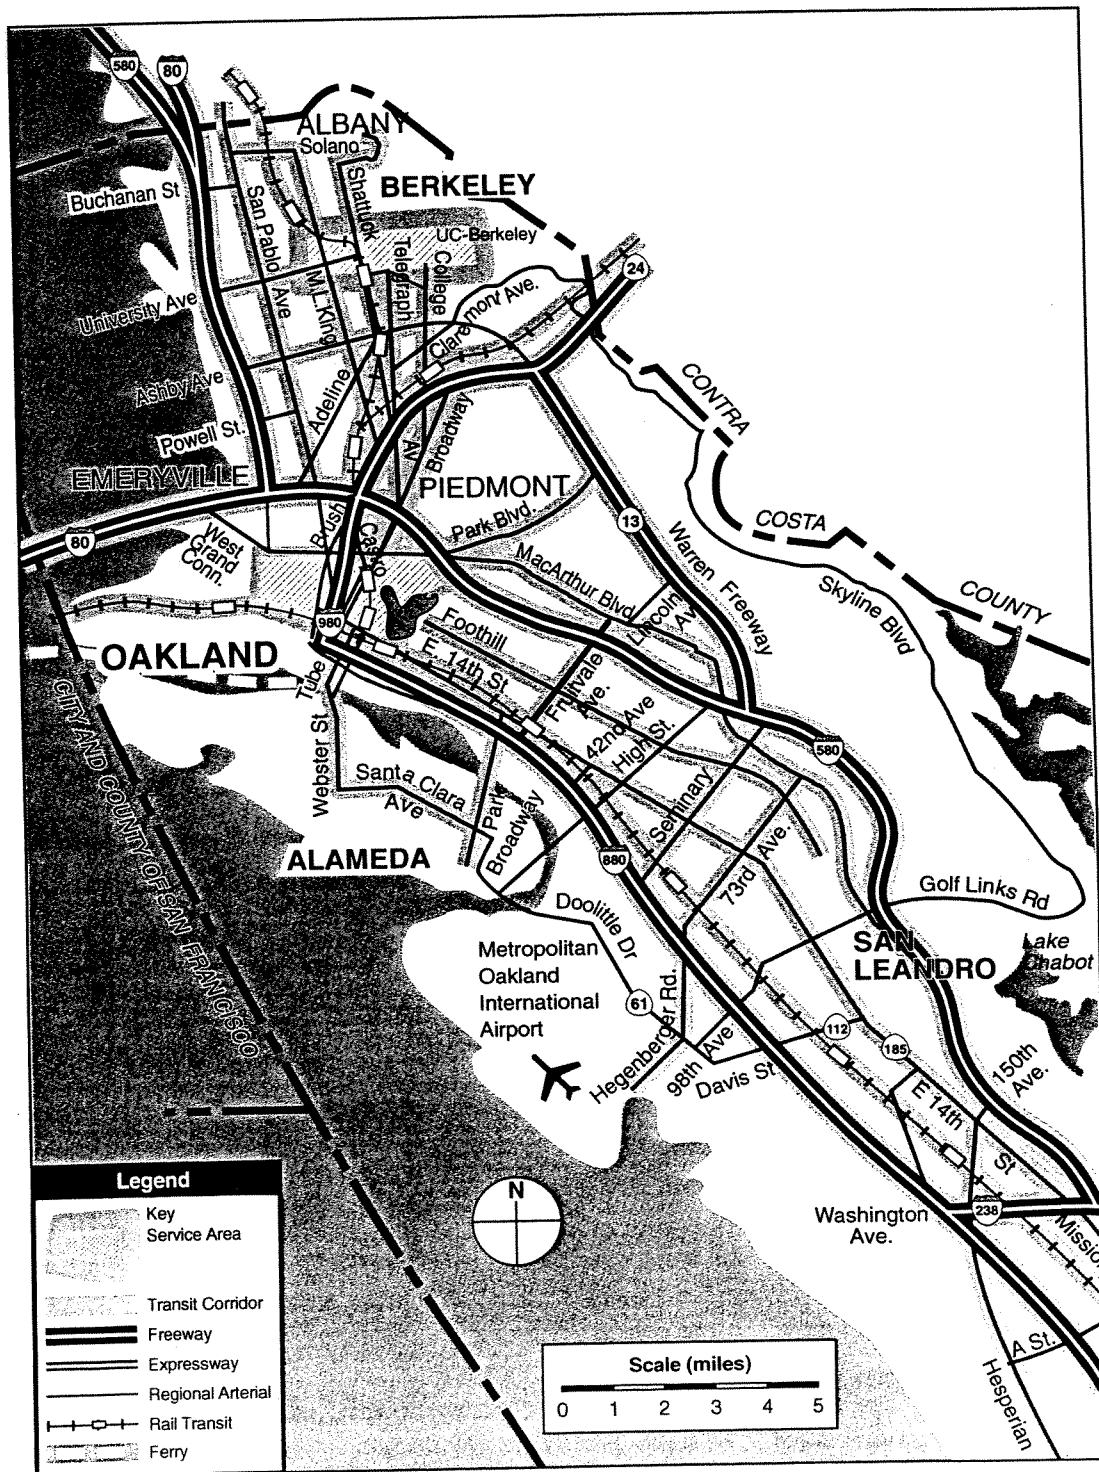 580
80
ALBANY
Solano
Buchanan St
BERKELEY
Shattuck
San Pablo
Ave
UC-Berkeley
Telegraph
College
24
M.L.King
University Ave
Claremont Ave.
Ashby Ave
Adeline
Powell St.
AV
Broadway
CONTRA
COSTA
COUNTY
EMERYVILLE
PIEDMONT
80
West
Grand
Conn.
Brush
Castro
Park Blvd.
13
MacArthur Blvd
Warren Freeway
Lincoln
Av
Skyline Blvd
980
OAKLAND
Foothill
E. 14th St
Tube
Fruitvale
Ave.
42nd Ave
High St.
580
Webster St
Santa Clara
Ave
Park
Broadway
Seminary
ALAMEDA
880
73rd Ave.
Golf Links Rd
Doolittle Dr
Metropolitan
Oakland
International
Airport
SAN
LEANDRO
Lake
Chabot
61
Hegenberger Rd.
98th Ave
Davis St.
112
185
150th
Ave.
E 14th
St
CITY AND COUNTY OF SAN FRANCISCO
238
Washington
Ave.
Mission
A St.
Hesperian
N
Legend
Key
Service Area
Transit Corridor
Freeway
Expressway
Regional Arterial
Rail Transit
Ferry
Scale (miles)
0 1 2 3 4 5